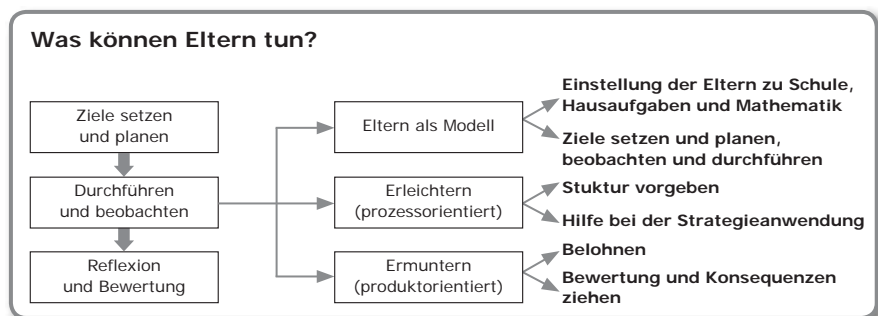 Was können Eltern tun?
Ziele setzen
und planen
Durchführen
und beobachten
Reflexion
und Bewertung
Eltern als Modell
Erleichtern
(prozessorientiert)
Ermuntern
(produktorientiert)
Einstellung der Eltern zu Schule,
Hausaufgaben und Mathematik
Ziele setzen und planen,
beobachten und durchführen
Stuktur vorgeben
Hilfe bei der Strategieanwendung
Belohnen
Bewertung und Konsequenzen
ziehen